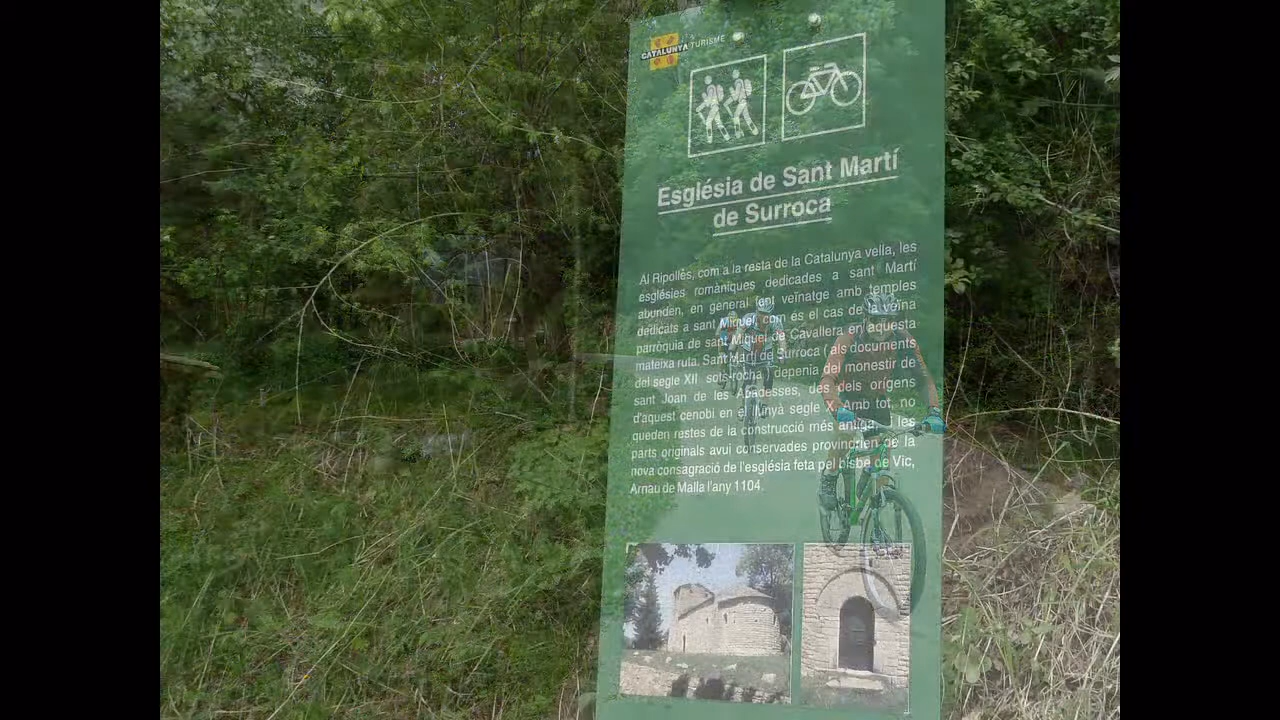 CATALUNYA TURISME
Església de Sant Martí
de Surroca
Al Ripollès, com a la resta de la Catalunya vella, les
esglésies romàniques dedicades a sant Martí
abunden, en general fent veïnatge amb temples
dedicats a sant Miquel, com és el cas de la veïna
parròquia de sant Miquel de Cavallera en aquesta
mateixa ruta. Sant Martí de Surroca ( als documents
del segle XII sots rocha ) depenia del monestir de
sant Joan de les Abadesses, des dels orígens
d'aquest cenobi en el llunyà segle X. Amb tot, no
queden restes de la construcció més antiga i les
parts originals avui conservades provindrien de la
nova consagració de l'església feta pel bisbe de Vic,
Arnau de Malla l'any 1104.